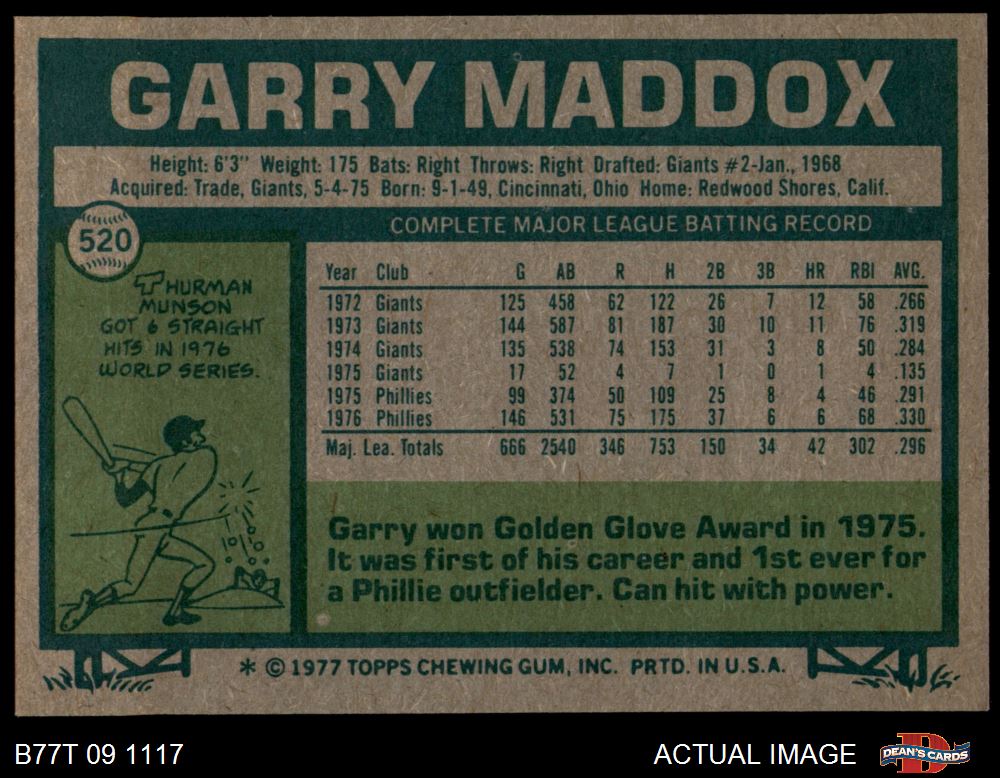 GARRY MADDOX
Height: 6'3" Weight: 175 Bats: Right Throws: Right Drafted: Giants #2-Jan., 1968
Acquired: Trade, Giants, 5-4-75 Born: 9-1-49, Cincinnati, Ohio Home: Redwood Shores, Calif.
520
THURMAN
MUNSON
GOT 6 STRAIGHT
HITS IN 1976
WORLD SERIES.
COMPLETE MAJOR LEAGUE BATTING RECORD
Year Club G AB R H 2B 3B HR RBI AVG.
1972 Giants 125 458 62 122 26 7 12 58 .266
1973 Giants 144 587 81 187 30 10 11 76 .319
1974 Giants 135 538 74 153 31 3 8 50 .284
1975 Giants 17 52 4 7 1 0 1 4 .135
1975 Phillies 99 374 50 109 25 8 4 46 .291
1976 Phillies 146 531 75 175 37 6 6 68 .330
Maj. Lea. Totals 666 2540 346 753 150 34 42 302 .296
Garry won Golden Glove Award in 1975.
It was first of his career and 1st ever for
a Phillie outfielder. Can hit with power.
* © 1977 TOPPS CHEWING GUM, INC. PRTD. IN U.S.A.
B77T 09 1117 ACTUAL IMAGE
DEAN'S CARDS